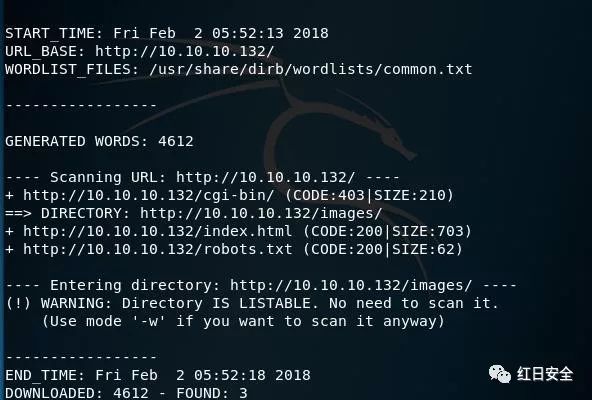 START_TIME: Fri Feb  2 05:52:13 2018
URL_BASE: http://10.10.10.132/
WORDLIST_FILES: /usr/share/dirb/wordlists/common.txt
-----------------
GENERATED WORDS: 4612
---- Scanning URL: http://10.10.10.132/ ----
+ http://10.10.10.132/cgi-bin/ (CODE:403|SIZE:210)
==> DIRECTORY: http://10.10.10.132/images/
+ http://10.10.10.132/index.html (CODE:200|SIZE:703)
+ http://10.10.10.132/robots.txt (CODE:200|SIZE:62)
---- Entering directory: http://10.10.10.132/images/ ----
(!) WARNING: Directory IS LISTABLE. No need to scan it.
    (Use mode '-w' if you want to scan it anyway)
-----------------
END_TIME: Fri Feb  2 05:52:18 2018
DOWNLOADED: 4612 - FOUND: 3
红日安全